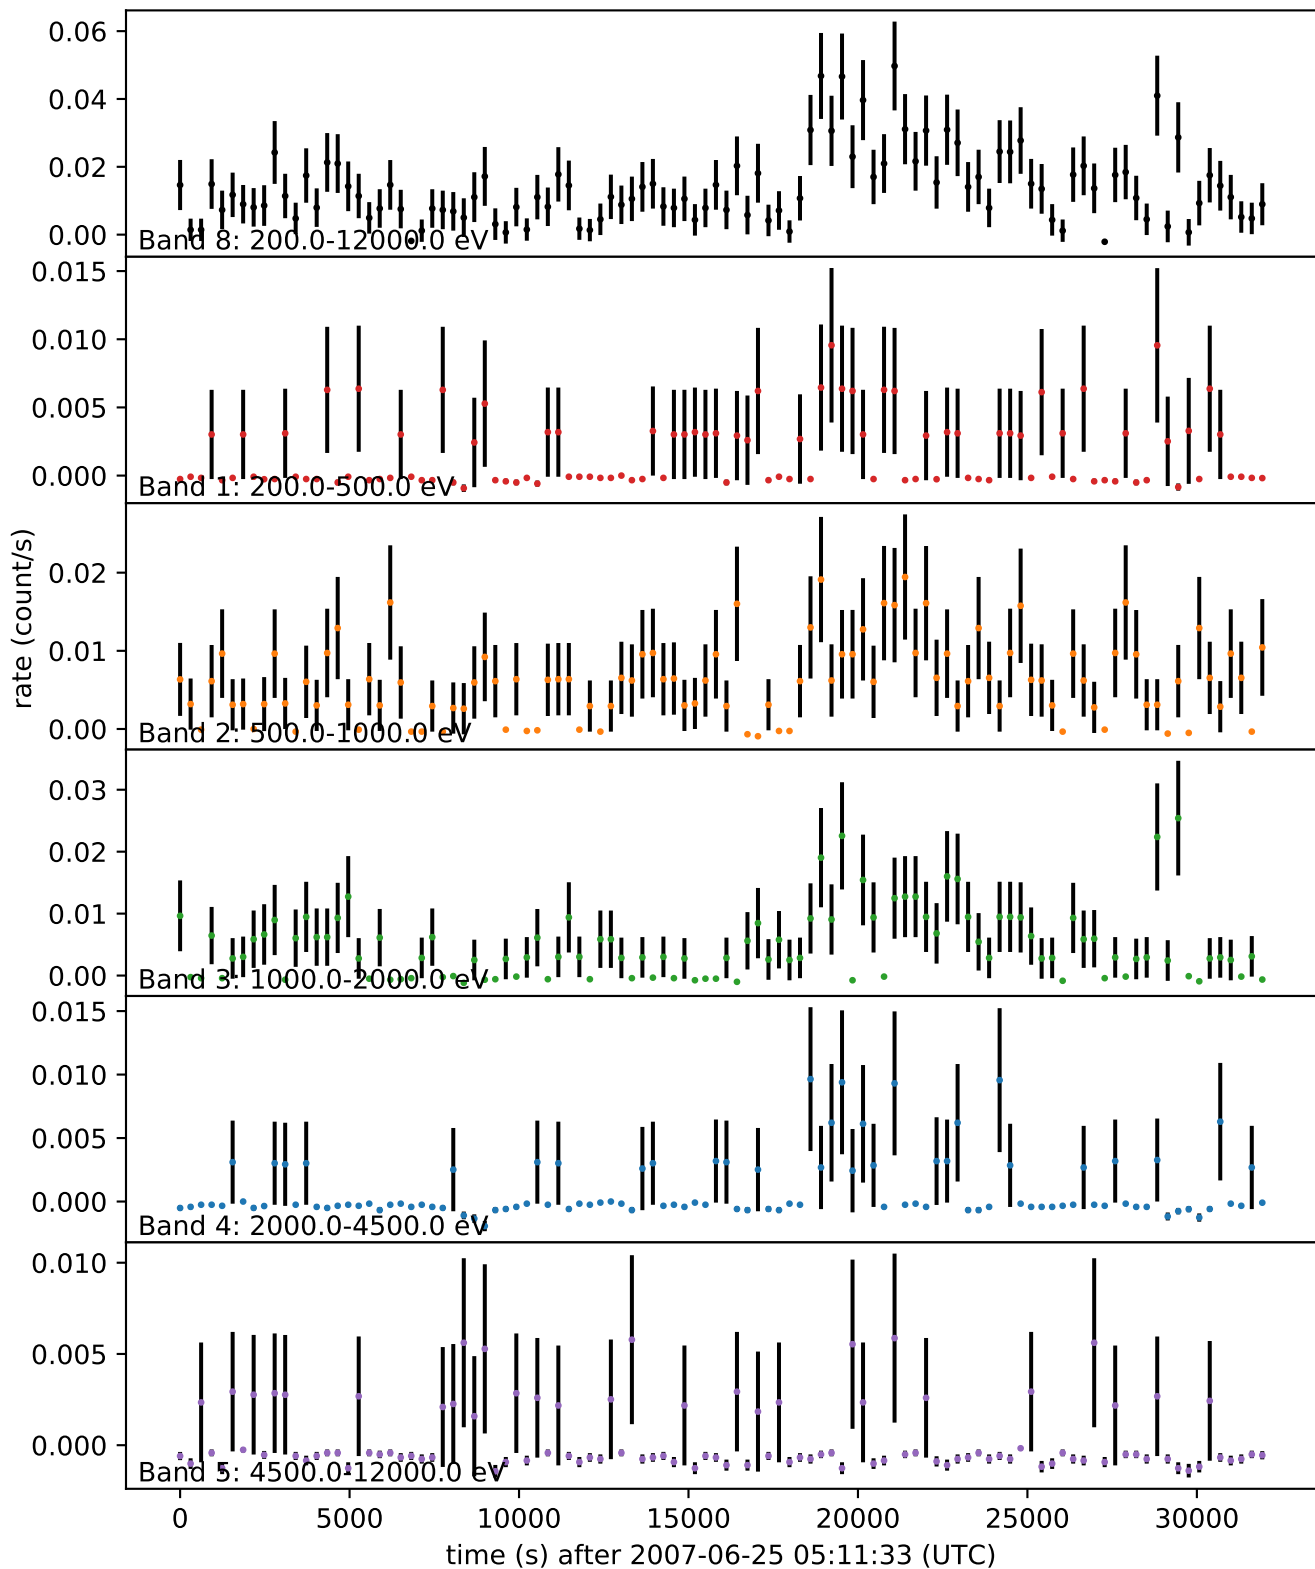 0.06
0.04
0.02
0.00
Band 8: 200.0-12000.0 eV
0.015
0.010
0.005
0.000
Band 1: 200.0-500.0 eV
rate (count/s)
0.02
0.01
0.00
Band 2: 500.0-1000.0 eV
0.03
0.02
0.01
0.00
Band 3: 1000.0-2000.0 eV
0.015
0.010
0.005
0.000
Band 4: 2000.0-4500.0 eV
0.010
0.005
0.000
Band 5: 4500.0-12000.0 eV
0 5000 10000 15000 20000 25000 30000
time (s) after 2007-06-25 05:11:33 (UTC)